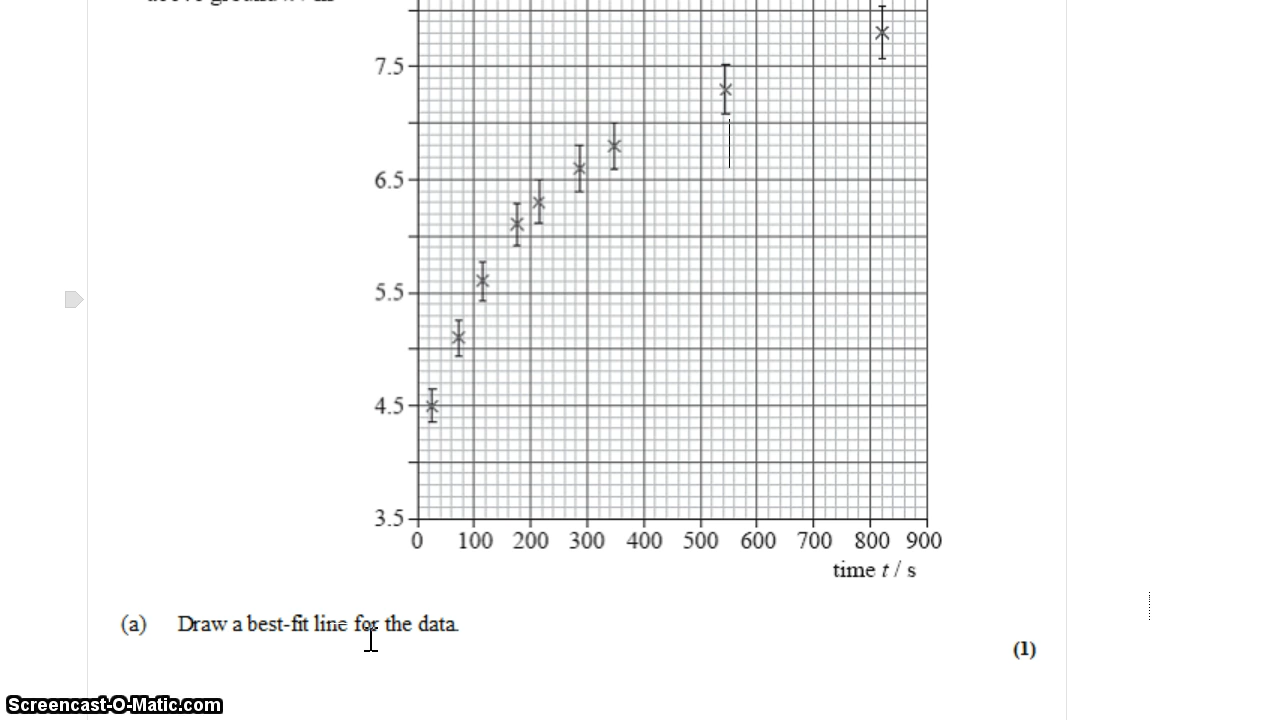 7.5
6.5
5.5
4.5
3.5
0 100 200 300 400 500 600 700 800 900
time t / s
(a) Draw a best-fit line for the data.
(1)
Screencast-O-Matic.com